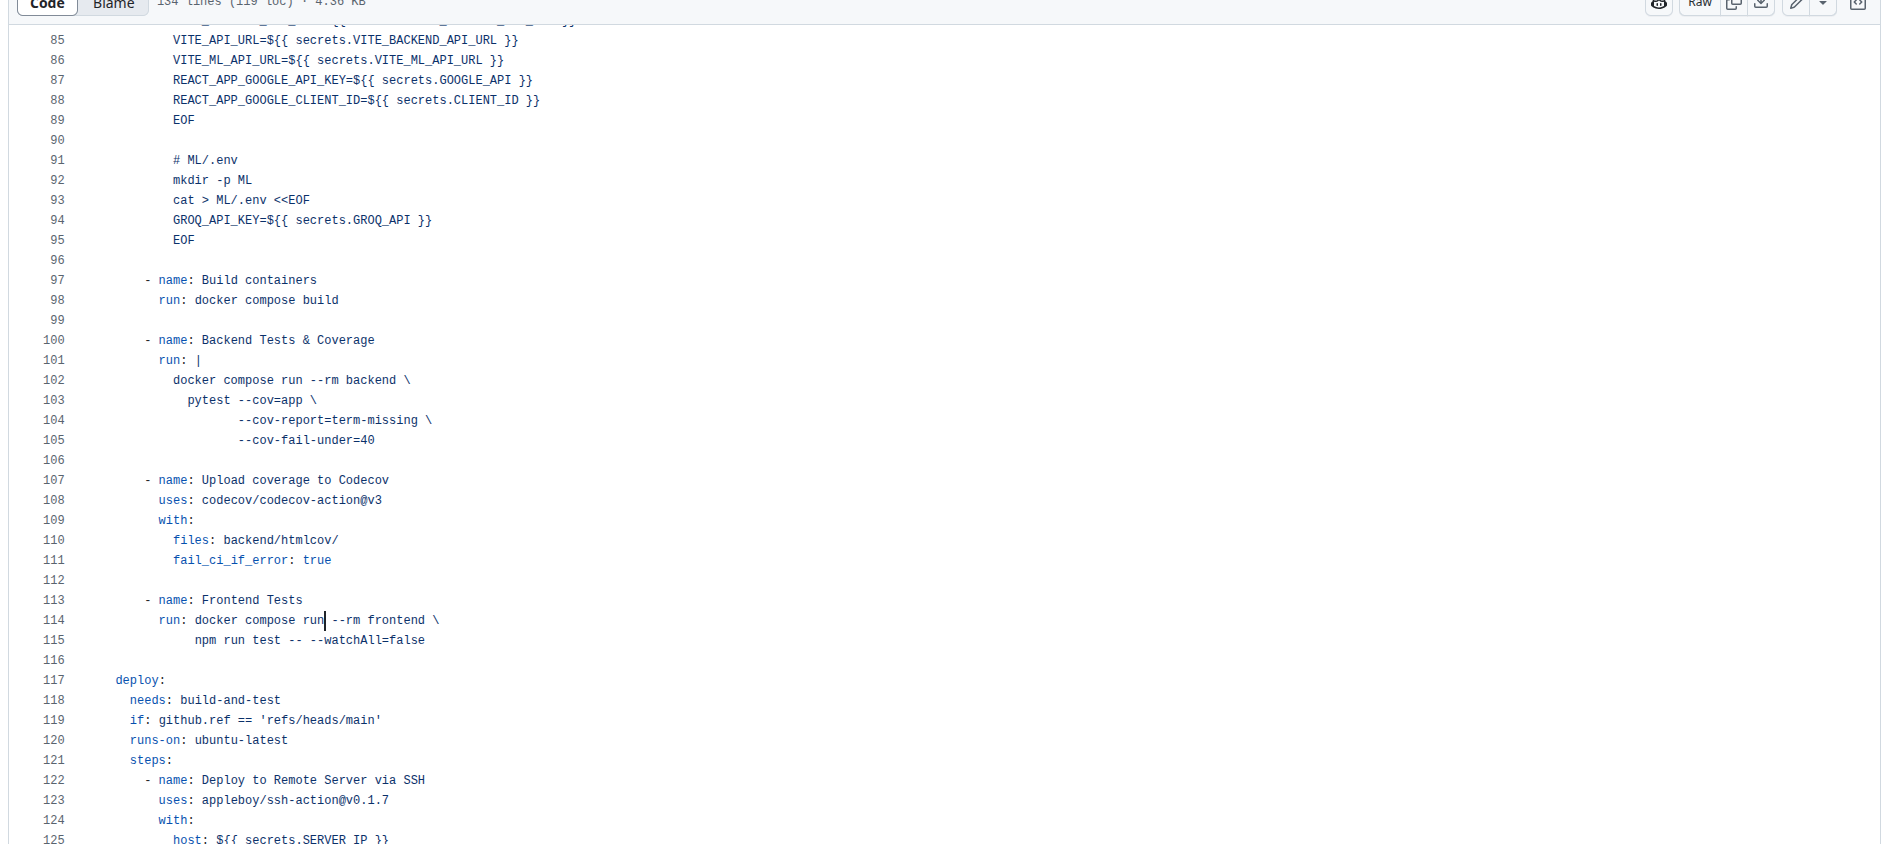 Code Blame 134 lines (119 loc) · 4.36 KB Raw
85 VITE_API_URL=${{ secrets.VITE_BACKEND_API_URL }}
86 VITE_ML_API_URL=${{ secrets.VITE_ML_API_URL }}
87 REACT_APP_GOOGLE_API_KEY=${{ secrets.GOOGLE_API }}
88 REACT_APP_GOOGLE_CLIENT_ID=${{ secrets.CLIENT_ID }}
89 EOF
90
91 # ML/.env
92 mkdir -p ML
93 cat > ML/.env <<EOF
94 GROQ_API_KEY=${{ secrets.GROQ_API }}
95 EOF
96
97 - name: Build containers
98 run: docker compose build
99
100 - name: Backend Tests & Coverage
101 run: |
102 docker compose run --rm backend \
103 pytest --cov=app \
104 --cov-report=term-missing \
105 --cov-fail-under=40
106
107 - name: Upload coverage to Codecov
108 uses: codecov/codecov-action@v3
109 with:
110 files: backend/htmlcov/
111 fail_ci_if_error: true
112
113 - name: Frontend Tests
114 run: docker compose run --rm frontend \
115 npm run test -- --watchAll=false
116
117 deploy:
118 needs: build-and-test
119 if: github.ref == 'refs/heads/main'
120 runs-on: ubuntu-latest
121 steps:
122 - name: Deploy to Remote Server via SSH
123 uses: appleboy/ssh-action@v0.1.7
124 with:
125 host: ${{ secrets.SERVER_IP }}